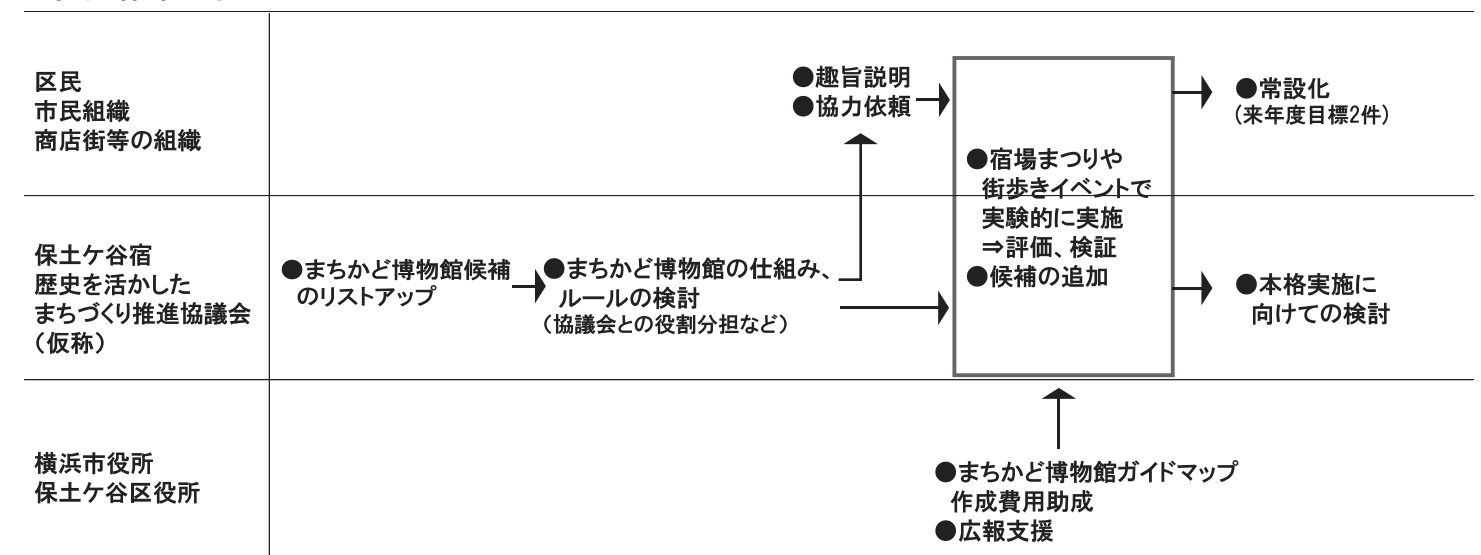 区民
市民組織
商店街等の組織
●趣旨説明
●協力依頼
●宿場まつりや
街歩きイベントで
実験的に実施
⇒評価、検証
●候補の追加
●常設化
(来年度目標2件)
保土ケ谷宿
歴史を活かした
まちづくり推進協議会
(仮称)
●まちかど博物館候補
のリストアップ
●まちかど博物館の仕組み、
ルールの検討
(協議会との役割分担など)
●本格実施に
向けての検討
横浜市役所
保土ケ谷区役所
●まちかど博物館ガイドマップ
作成費用助成
●広報支援